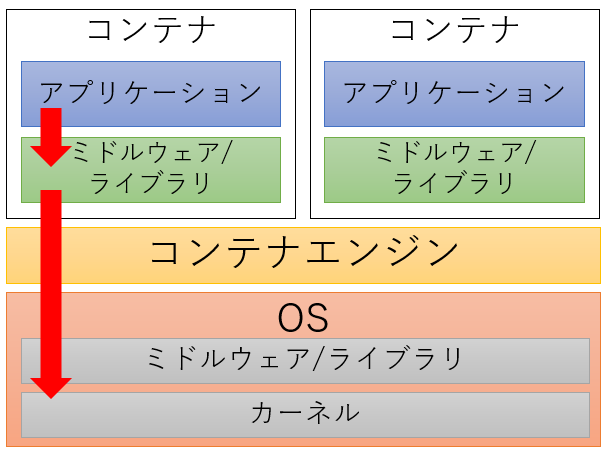 コンテナ
アプリケーション
ミドルウェア/
ライブラリ
コンテナ
アプリケーション
ミドルウェア/
ライブラリ
コンテナエンジン
OS
ミドルウェア/ライブラリ
カーネル